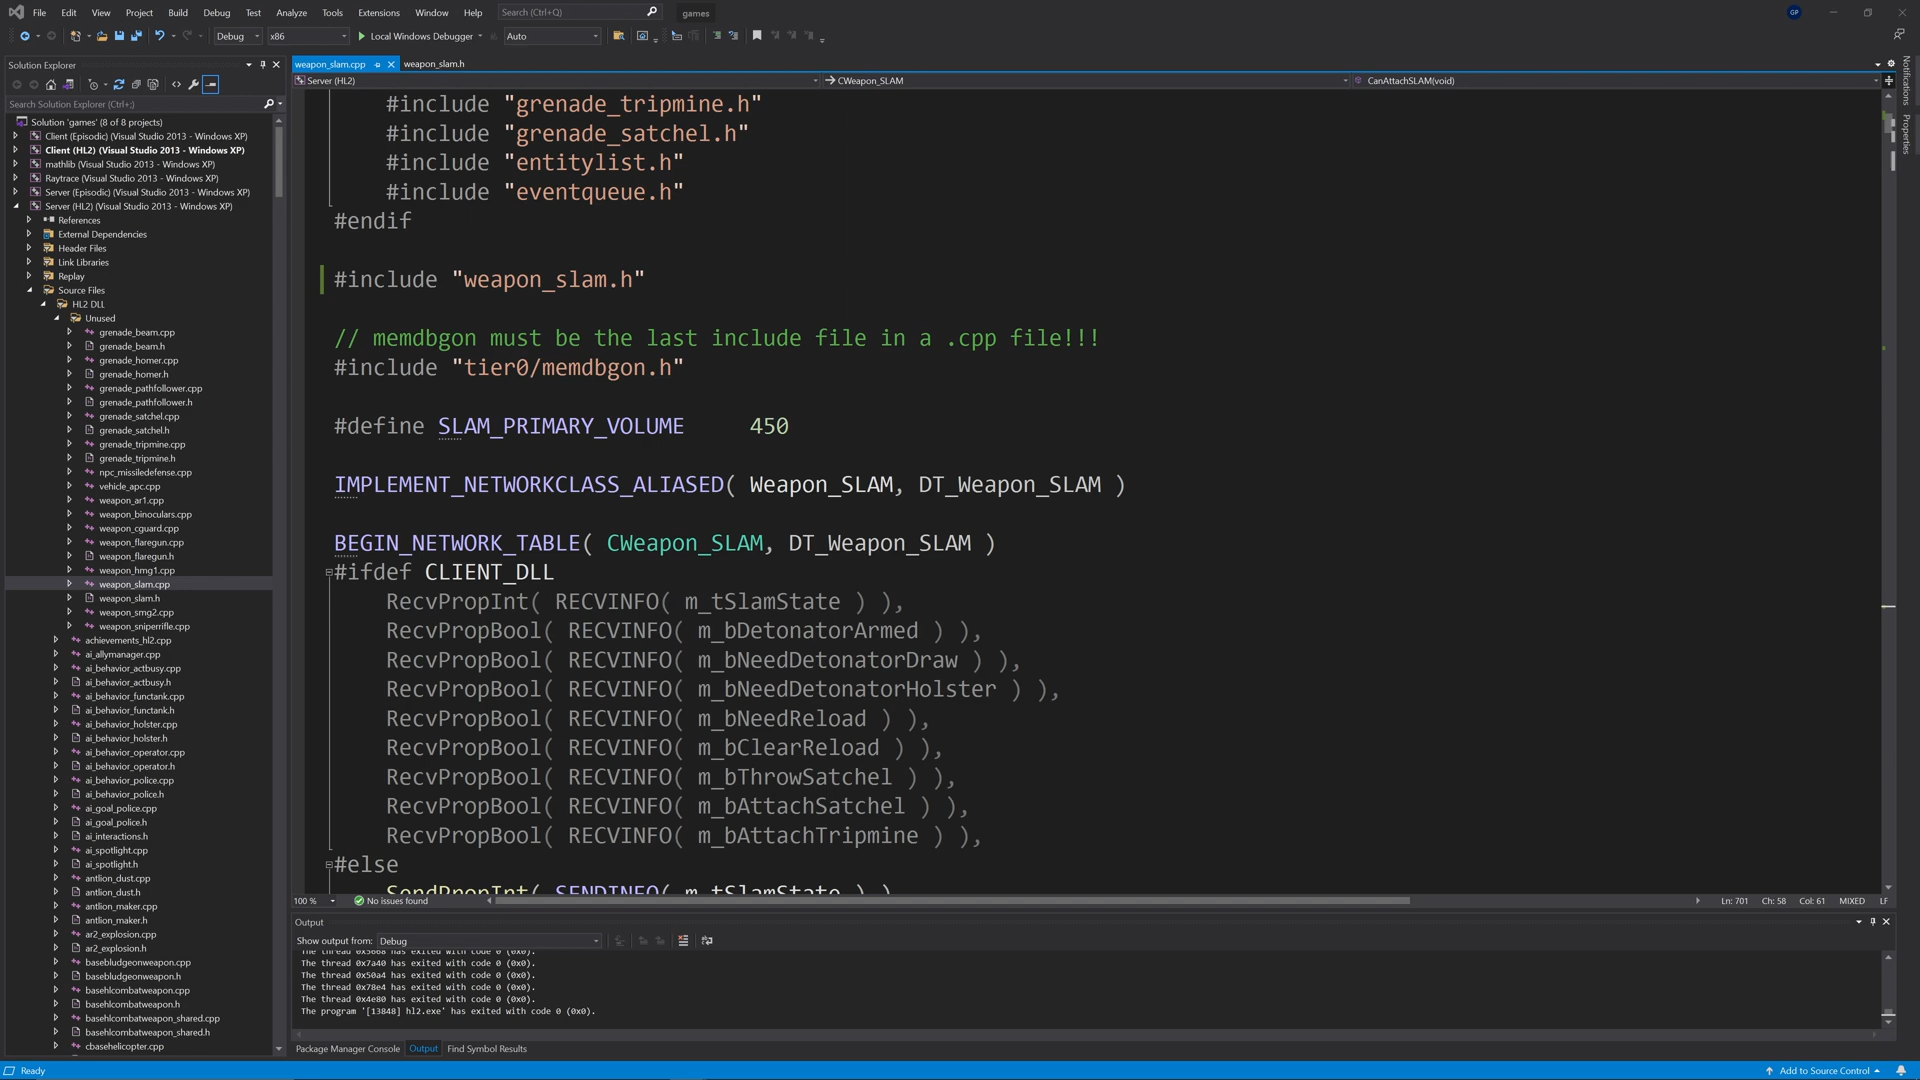 File Edit View Project Build Debug Test Analyze Tools Extensions Window Help Search (Ctrl+Q) games GP
Debug x86 Local Windows Debugger Auto
Solution Explorer
Search Solution Explorer (Ctrl+;)
Solution 'games' (8 of 8 projects)
Client (Episodic) (Visual Studio 2013 - Windows XP)
Client (HL2) (Visual Studio 2013 - Windows XP)
mathlib (Visual Studio 2013 - Windows XP)
Raytrace (Visual Studio 2013 - Windows XP)
Server (Episodic) (Visual Studio 2013 - Windows XP)
Server (HL2) (Visual Studio 2013 - Windows XP)
References
External Dependencies
Header Files
Link Libraries
Replay
Source Files
HL2 DLL
Unused
grenade_beam.cpp
grenade_beam.h
grenade_homer.cpp
grenade_homer.h
grenade_pathfollower.cpp
grenade_pathfollower.h
grenade_satchel.cpp
grenade_satchel.h
grenade_tripmine.cpp
grenade_tripmine.h
npc_missiledefense.cpp
vehicle_apc.cpp
weapon_ar1.cpp
weapon_binoculars.cpp
weapon_cguard.cpp
weapon_flaregun.cpp
weapon_flaregun.h
weapon_hmg1.cpp
weapon_slam.cpp
weapon_slam.h
weapon_smg2.cpp
weapon_sniperrifle.cpp
achievements_hl2.cpp
ai_allymanager.cpp
ai_behavior_actbusy.cpp
ai_behavior_actbusy.h
ai_behavior_functank.cpp
ai_behavior_functank.h
ai_behavior_holster.cpp
ai_behavior_holster.h
ai_behavior_operator.cpp
ai_behavior_operator.h
ai_behavior_police.cpp
ai_behavior_police.h
ai_goal_police.cpp
ai_goal_police.h
ai_interactions.h
ai_spotlight.cpp
ai_spotlight.h
antlion_dust.cpp
antlion_dust.h
antlion_maker.cpp
antlion_maker.h
ar2_explosion.cpp
ar2_explosion.h
basebludgeonweapon.cpp
basebludgeonweapon.h
basehlcombatweapon.cpp
basehlcombatweapon.h
basehlcombatweapon_shared.cpp
basehlcombatweapon_shared.h
cbasehelicopter.cpp
weapon_slam.cpp weapon_slam.h
Server (HL2) CWeapon_SLAM CanAttachSLAM(void)
#include "grenade_tripmine.h"
#include "grenade_satchel.h"
#include "entitylist.h"
#include "eventqueue.h"
#endif
#include "weapon_slam.h"
// memdbgon must be the last include file in a .cpp file!!!
#include "tier0/memdbgon.h"
#define SLAM_PRIMARY_VOLUME 450
IMPLEMENT_NETWORKCLASS_ALIASED( Weapon_SLAM, DT_Weapon_SLAM )
BEGIN_NETWORK_TABLE( CWeapon_SLAM, DT_Weapon_SLAM )
#ifdef CLIENT_DLL
RecvPropInt( RECVINFO( m_tSlamState ) ),
RecvPropBool( RECVINFO( m_bDetonatorArmed ) ),
RecvPropBool( RECVINFO( m_bNeedDetonatorDraw ) ),
RecvPropBool( RECVINFO( m_bNeedDetonatorHolster ) ),
RecvPropBool( RECVINFO( m_bNeedReload ) ),
RecvPropBool( RECVINFO( m_bClearReload ) ),
RecvPropBool( RECVINFO( m_bThrowSatchel ) ),
RecvPropBool( RECVINFO( m_bAttachSatchel ) ),
RecvPropBool( RECVINFO( m_bAttachTripmine ) ),
#else
SendPropInt( SENDINFO( m_tSlamState ) )
100 % No issues found Ln: 701 Ch: 58 Col: 61 MIXED LF
Output
Show output from: Debug
The thread 0x5668 has exited with code 0 (0x0).
The thread 0x7a40 has exited with code 0 (0x0).
The thread 0x50a4 has exited with code 0 (0x0).
The thread 0x78e4 has exited with code 0 (0x0).
The thread 0x4e80 has exited with code 0 (0x0).
The program '[13848] hl2.exe' has exited with code 0 (0x0).
Package Manager Console Output Find Symbol Results
Notifications
Properties
Ready Add to Source Control